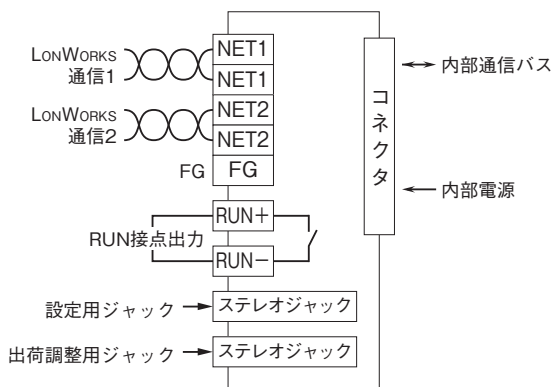 LONWORKS
通信1
NET1
NET1
LONWORKS
通信2
NET2
NET2
FG
FG
RUN接点出力
RUN＋
RUN－
設定用ジャック
ステレオジャック
出荷調整用ジャック
ステレオジャック
コネクタ
内部通信バス
内部電源